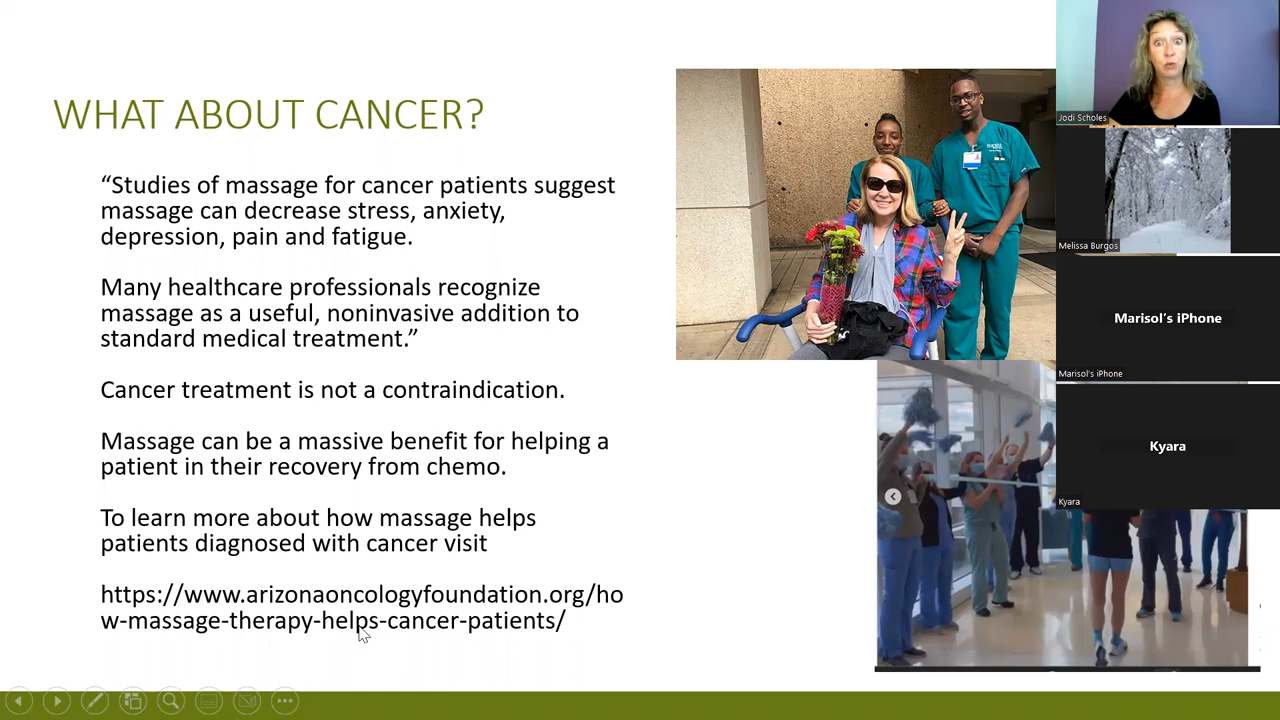 WHAT ABOUT CANCER?
“Studies of massage for cancer patients suggest
massage can decrease stress, anxiety,
depression, pain and fatigue.
Many healthcare professionals recognize
massage as a useful, noninvasive addition to
standard medical treatment.”
Cancer treatment is not a contraindication.
Massage can be a massive benefit for helping a
patient in their recovery from chemo.
To learn more about how massage helps
patients diagnosed with cancer visit
https://www.arizonaoncologyfoundation.org/ho
w-massage-therapy-helps-cancer-patients/
Jodi Scholes
Melissa Burgos
Marisol's iPhone
Marisol's iPhone
Kyara
Kyara